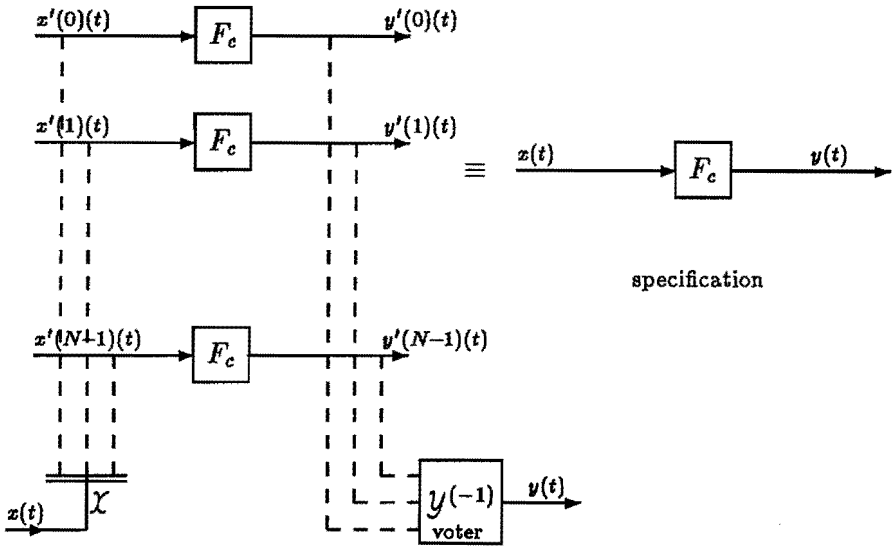 x'(0)(t) F_c y'(0)(t)
x'(1)(t) F_c y'(1)(t)
≡ x(t) F_c y(t)
specification
x'(N−1)(t) F_c y'(N−1)(t)
x(t) χ y^(−1) y(t)
voter